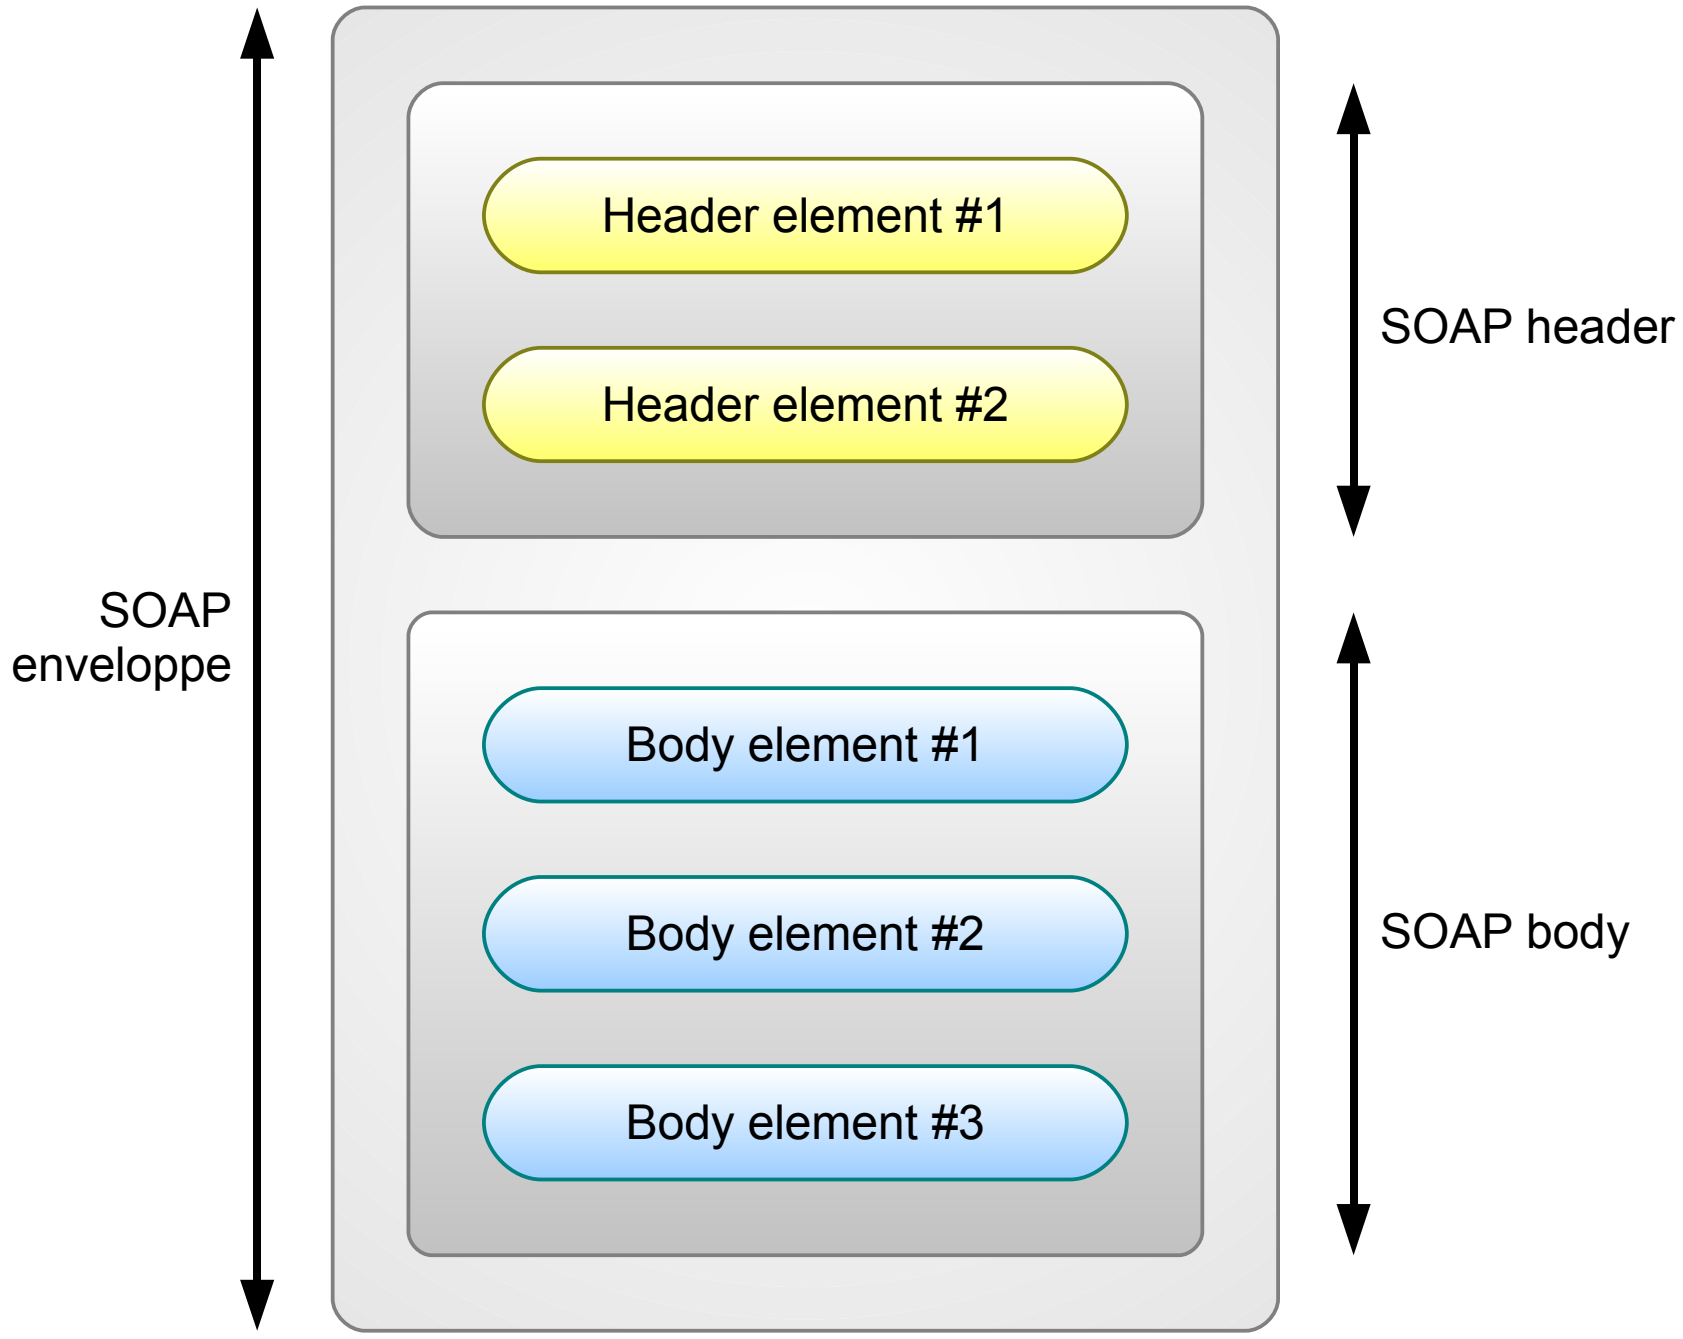 Header element #1
Header element #2
SOAP header
SOAP
enveloppe
Body element #1
Body element #2
SOAP body
Body element #3